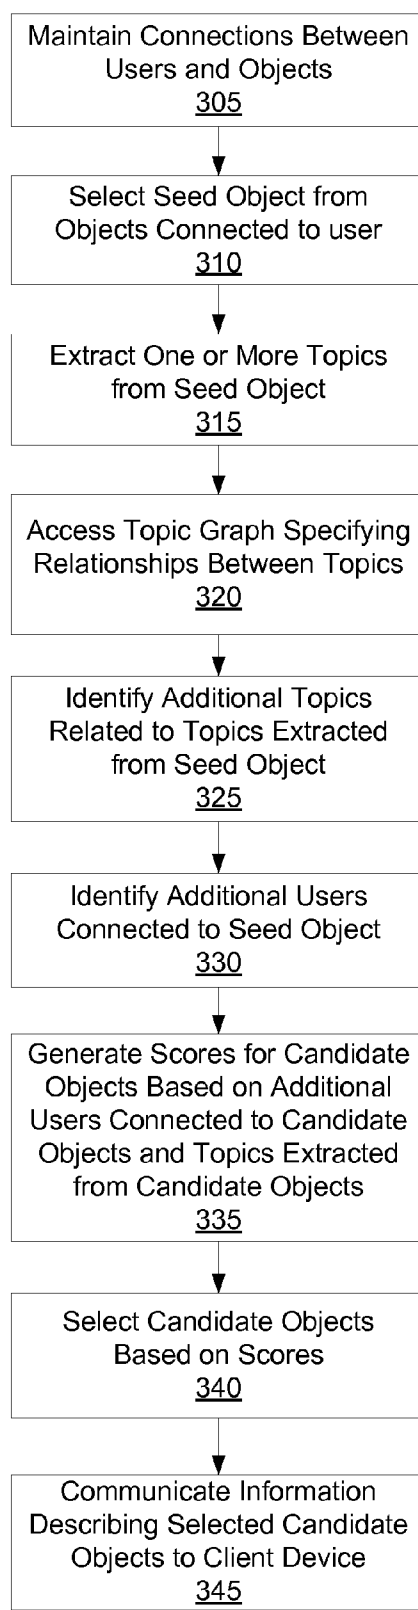 Maintain Connections Between
Users and Objects
305
Select Seed Object from
Objects Connected to user
310
Extract One or More Topics
from Seed Object
315
Access Topic Graph Specifying
Relationships Between Topics
320
Identify Additional Topics
Related to Topics Extracted
from Seed Object
325
Identify Additional Users
Connected to Seed Object
330
Generate Scores for Candidate
Objects Based on Additional
Users Connected to Candidate
Objects and Topics Extracted
from Candidate Objects
335
Select Candidate Objects
Based on Scores
340
Communicate Information
Describing Selected Candidate
Objects to Client Device
345